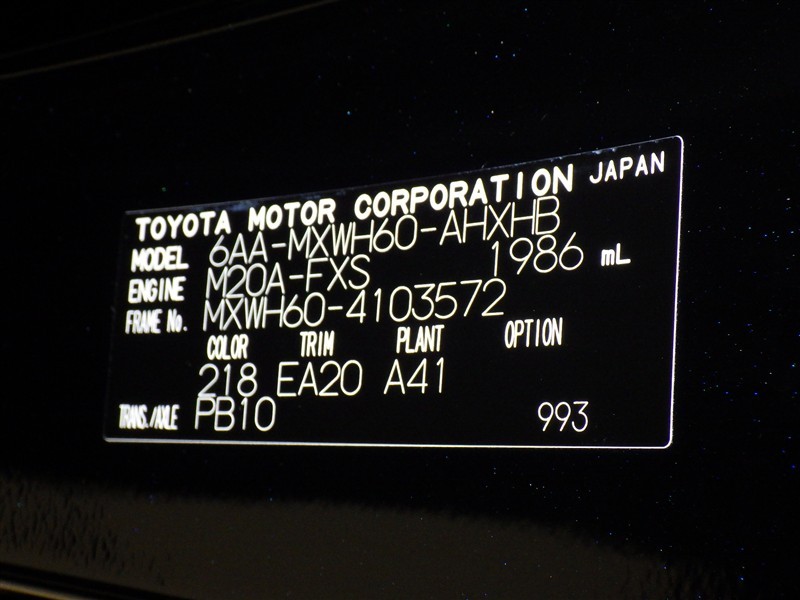 TOYOTA MOTOR CORPORATION JAPAN
MODEL 6AA-MXWH60-AHXHB
ENGINE M20A-FXS 1986 mL
FRAME No. MXWH60-4103572
COLOR TRIM PLANT OPTION
218 EA20 A41
TRANS./AXLE PB10 993